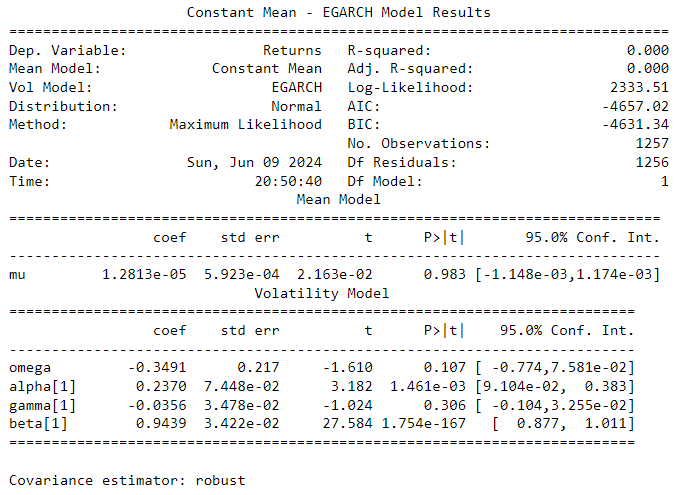 Constant Mean - EGARCH Model Results
==============================================================================
Dep. Variable:                Returns   R-squared:                       0.000
Mean Model:             Constant Mean   Adj. R-squared:                  0.000
Vol Model:                     EGARCH   Log-Likelihood:                2333.51
Distribution:                  Normal   AIC:                          -4657.02
Method:            Maximum Likelihood   BIC:                          -4631.34
                                        No. Observations:                 1257
Date:                Sun, Jun 09 2024   Df Residuals:                     1256
Time:                        20:50:40   Df Model:                            1
                                  Mean Model
=============================================================================
                 coef    std err          t      P>|t|       95.0% Conf. Int.
-----------------------------------------------------------------------------
mu         1.2813e-05  5.923e-04  2.163e-02      0.983 [-1.148e-03,1.174e-03]
                             Volatility Model
==========================================================================
                 coef    std err          t      P>|t|    95.0% Conf. Int.
--------------------------------------------------------------------------
omega         -0.3491      0.217     -1.610      0.107 [ -0.774,7.581e-02]
alpha[1]       0.2370  7.448e-02      3.182  1.461e-03 [9.104e-02,  0.383]
gamma[1]      -0.0356  3.478e-02     -1.024      0.306 [ -0.104,3.255e-02]
beta[1]        0.9439  3.422e-02     27.584 1.754e-167   [  0.877,  1.011]
==========================================================================
Covariance estimator: robust